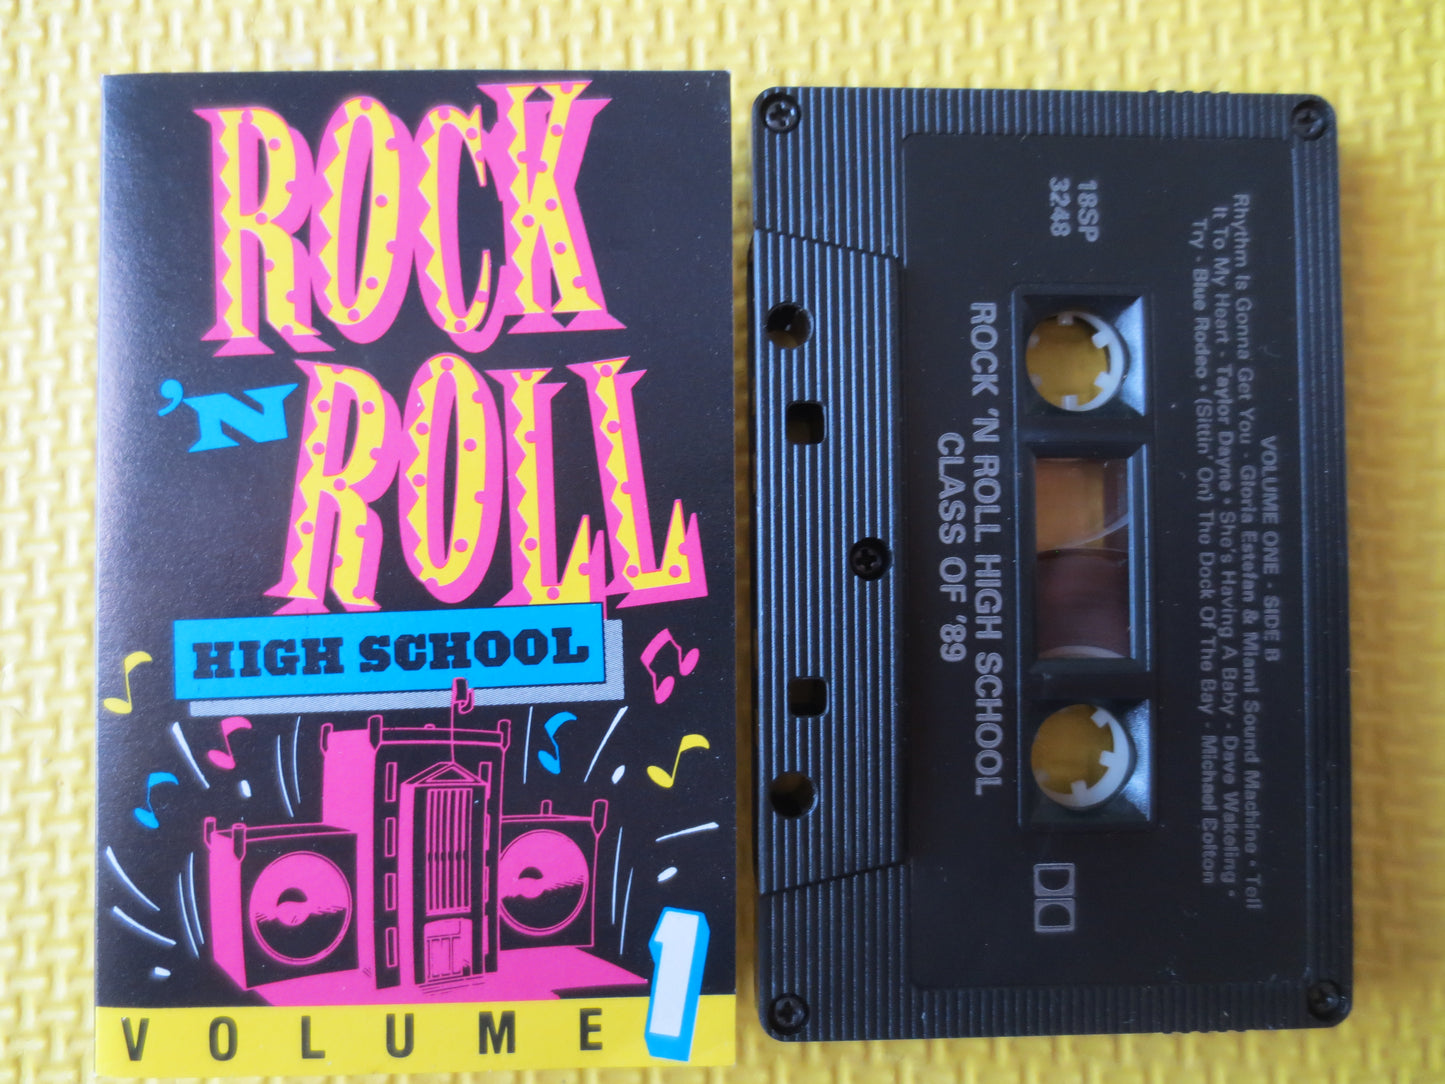 ROCK
'N ROLL
HIGH SCHOOL
VOLUME 1
18SP
3248
ROCK 'N ROLL HIGH SCHOOL
CLASS OF '89
VOLUME ONE - SIDE B
Rhythm Is Gonna Get You - Gloria Estefan & Miami Sound Machine • Tell
It To My Heart - Taylor Dayne • She's Having A Baby - Dave Wakeling •
Try - Blue Rodeo • (Sittin' On) The Dock Of The Bay - Michael Bolton